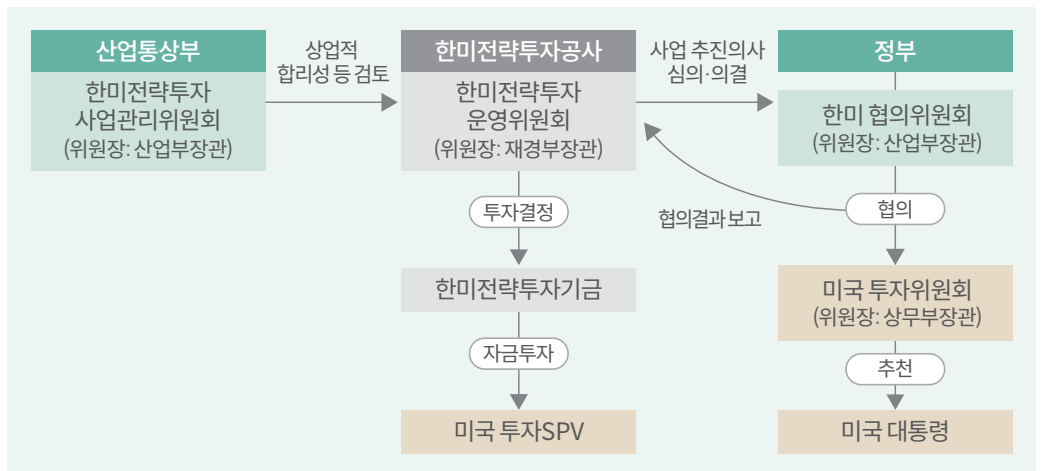 산업통상부
한미전략투자
사업관리위원회
(위원장: 산업부장관)
상업적
합리성 등 검토
한미전략투자공사
한미전략투자
운영위원회
(위원장: 재경부장관)
사업 추진의사
심의·의결
정부
한미 협의위원회
(위원장: 산업부장관)
협의
협의결과 보고
투자결정
한미전략투자기금
자금투자
미국 투자SPV
미국 투자위원회
(위원장: 상무부장관)
추천
미국 대통령